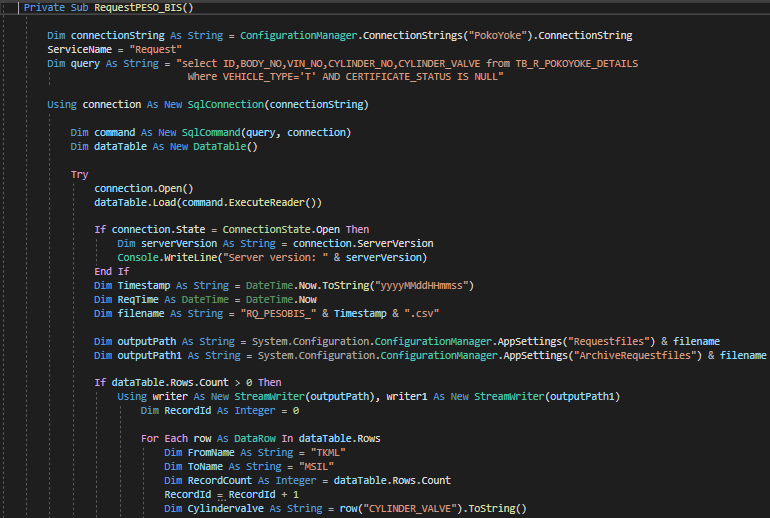 Private Sub RequestPESO_BIS()
Dim connectionString As String = ConfigurationManager.ConnectionStrings("PokoYoke").ConnectionString
ServiceName = "Request"
Dim query As String = "select ID,BODY_NO,VIN_NO,CYLINDER_NO,CYLINDER_VALVE from TB_R_POKOYOKE_DETAILS
Where VEHICLE_TYPE='T' AND CERTIFICATE_STATUS IS NULL"
Using connection As New SqlConnection(connectionString)
Dim command As New SqlCommand(query, connection)
Dim dataTable As New DataTable()
Try
connection.Open()
dataTable.Load(command.ExecuteReader())
If connection.State = ConnectionState.Open Then
Dim serverVersion As String = connection.ServerVersion
Console.WriteLine("Server version: " & serverVersion)
End If
Dim Timestamp As String = DateTime.Now.ToString("yyyyMMddHHmmss")
Dim ReqTime As DateTime = DateTime.Now
Dim filename As String = "RQ_PESOBIS_" & Timestamp & ".csv"
Dim outputPath As String = System.Configuration.ConfigurationManager.AppSettings("Requestfiles") & filename
Dim outputPath1 As String = System.Configuration.ConfigurationManager.AppSettings("ArchiveRequestfiles") & filename
If dataTable.Rows.Count > 0 Then
Using writer As New StreamWriter(outputPath), writer1 As New StreamWriter(outputPath1)
Dim RecordId As Integer = 0
For Each row As DataRow In dataTable.Rows
Dim FromName As String = "TKML"
Dim ToName As String = "MSIL"
Dim RecordCount As Integer = dataTable.Rows.Count
RecordId = RecordId + 1
Dim Cylindervalve As String = row("CYLINDER_VALVE").ToString()